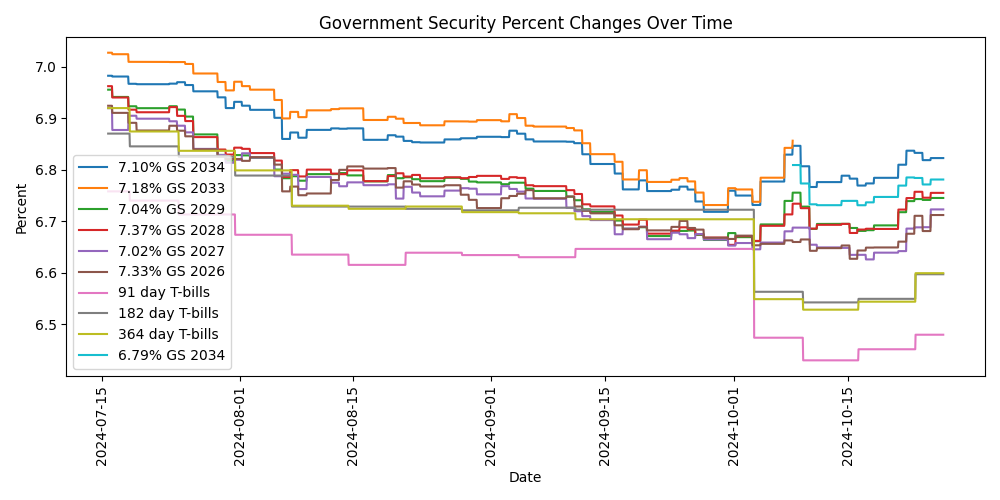 Government Security Percent Changes Over Time
Percent
7.0
6.9
6.8
6.7
6.6
6.5
7.10% GS 2034
7.18% GS 2033
7.04% GS 2029
7.37% GS 2028
7.02% GS 2027
7.33% GS 2026
91 day T-bills
182 day T-bills
364 day T-bills
6.79% GS 2034
2024-07-15
2024-08-01
2024-08-15
2024-09-01
2024-09-15
2024-10-01
2024-10-15
Date